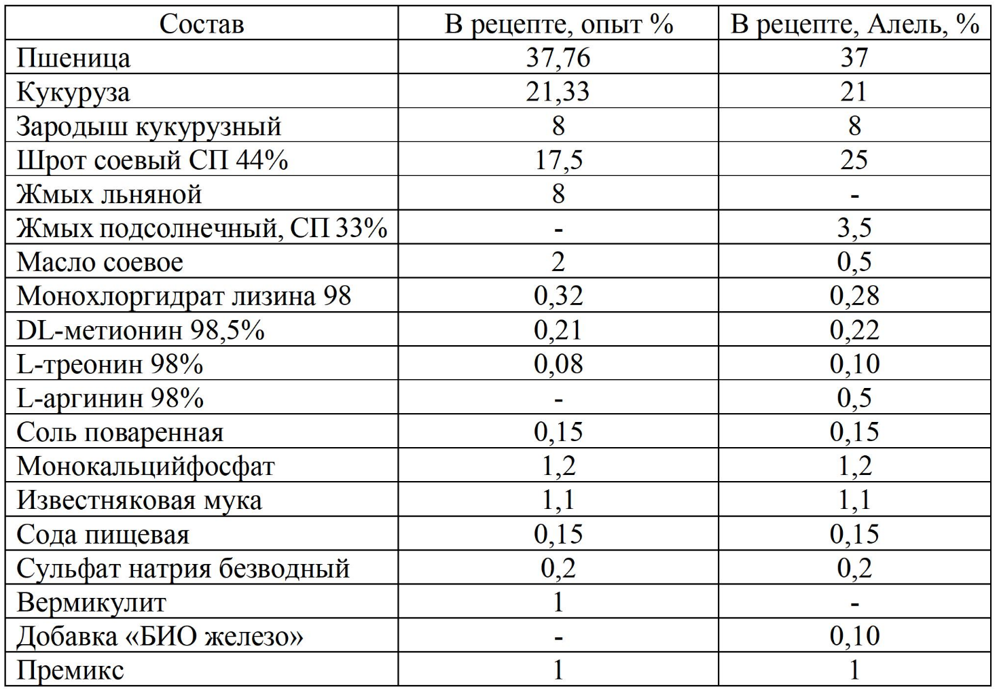 Состав В рецепте, опыт % В рецепте, Алель, %
Пшеница 37,76 37
Кукуруза 21,33 21
Зародыш кукурузный 8 8
Шрот соевый СП 44% 17,5 25
Жмых льняной 8 -
Жмых подсолнечный, СП 33% - 3,5
Масло соевое 2 0,5
Монохлоргидрат лизина 98 0,32 0,28
DL-метионин 98,5% 0,21 0,22
L-треонин 98% 0,08 0,10
L-аргинин 98% - 0,5
Соль поваренная 0,15 0,15
Монокальцийфосфат 1,2 1,2
Известняковая мука 1,1 1,1
Сода пищевая 0,15 0,15
Сульфат натрия безводный 0,2 0,2
Вермикулит 1 -
Добавка «БИО железо» - 0,10
Премикс 1 1